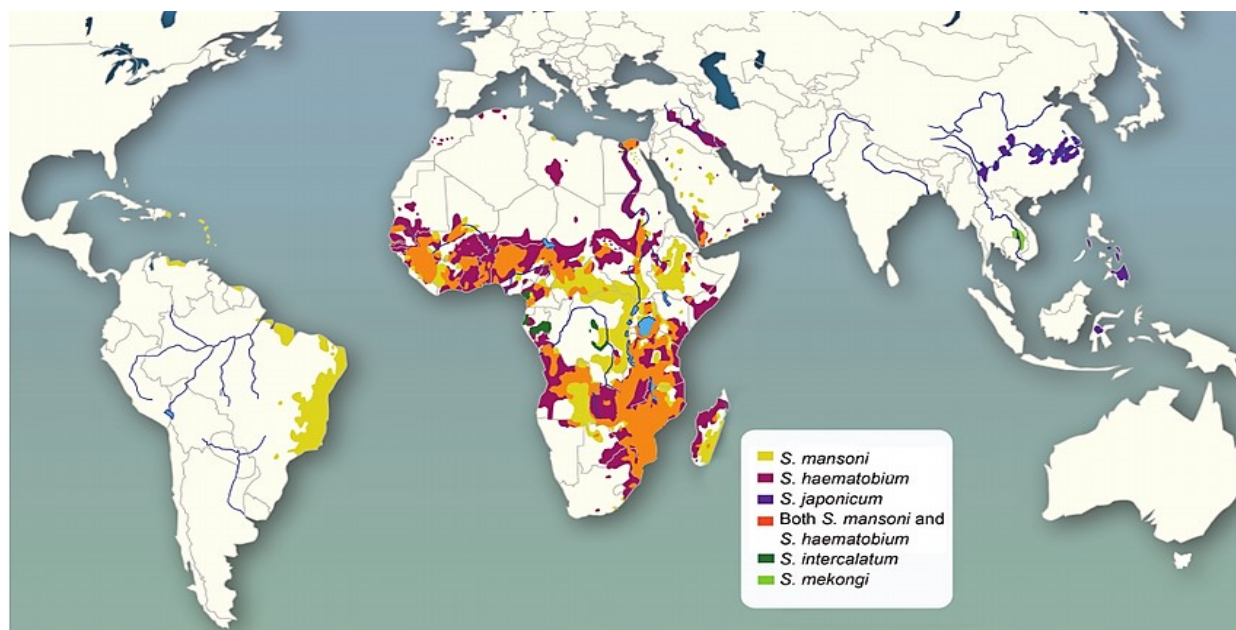 S. mansoni
S. haematobium
S. japonicum
Both S. mansoni and
S. haematobium
S. intercalatum
S. mekongi